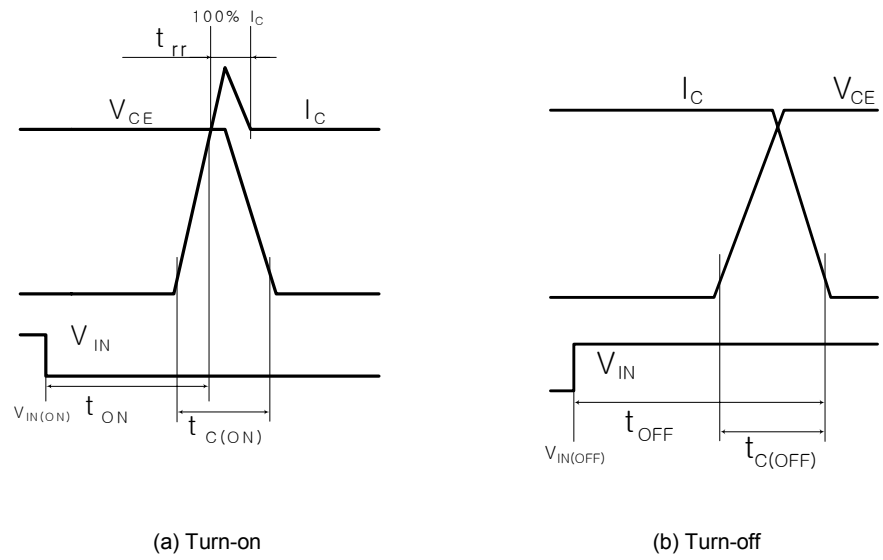 100% I_C
t_rr
V_CE
I_C
V_IN
V_IN(ON)
t_ON
t_C(ON)
(a) Turn-on
I_C
V_CE
V_IN
V_IN(OFF)
t_OFF
t_C(OFF)
(b) Turn-off